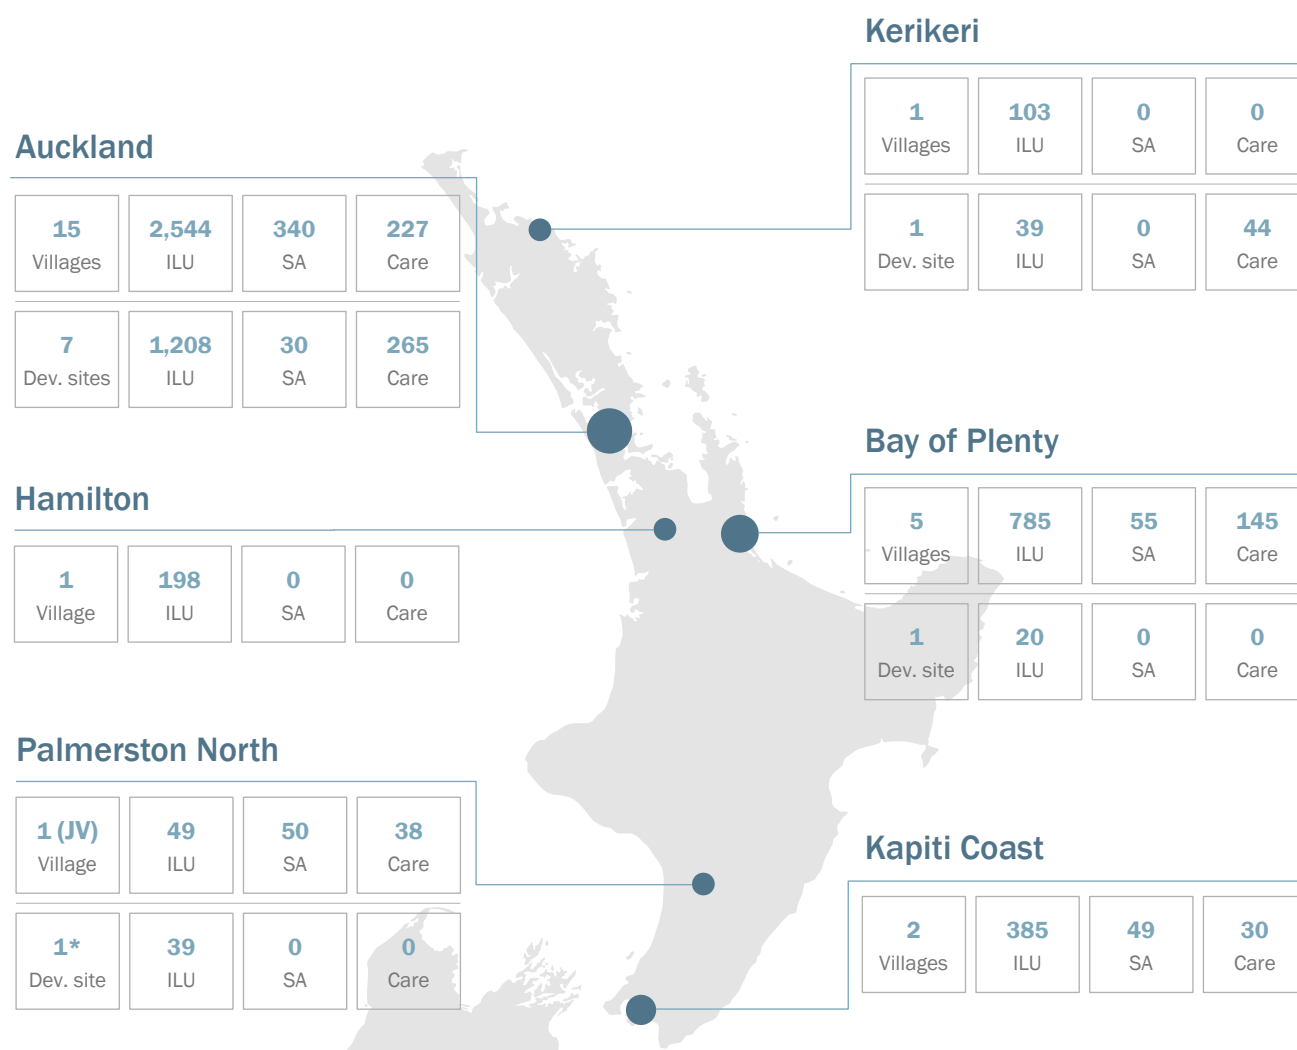 Kerikeri
1 103 0 0
Villages ILU SA Care
1 39 0 44
Dev. site ILU SA Care
Auckland
15 2,544 340 227
Villages ILU SA Care
7 1,208 30 265
Dev. sites ILU SA Care
Bay of Plenty
5 785 55 145
Villages ILU SA Care
1 20 0 0
Dev. site ILU SA Care
Hamilton
1 198 0 0
Village ILU SA Care
Palmerston North
1 (JV) 49 50 38
Village ILU SA Care
1* 39 0 0
Dev. site ILU SA Care
Kapiti Coast
2 385 49 30
Villages ILU SA Care